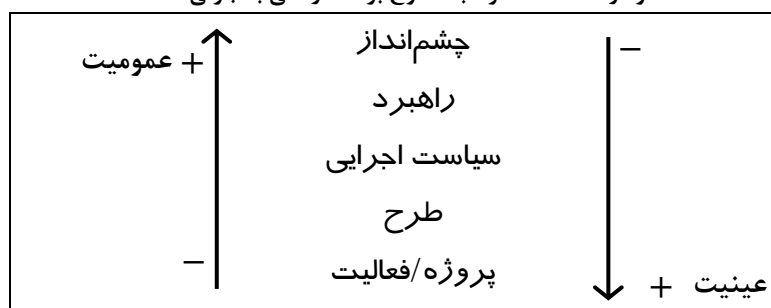 چشم‌انداز
+ عمومیت
–
راهبرد
سیاست اجرایی
طرح
پروژه/فعالیت
–
عینیت +